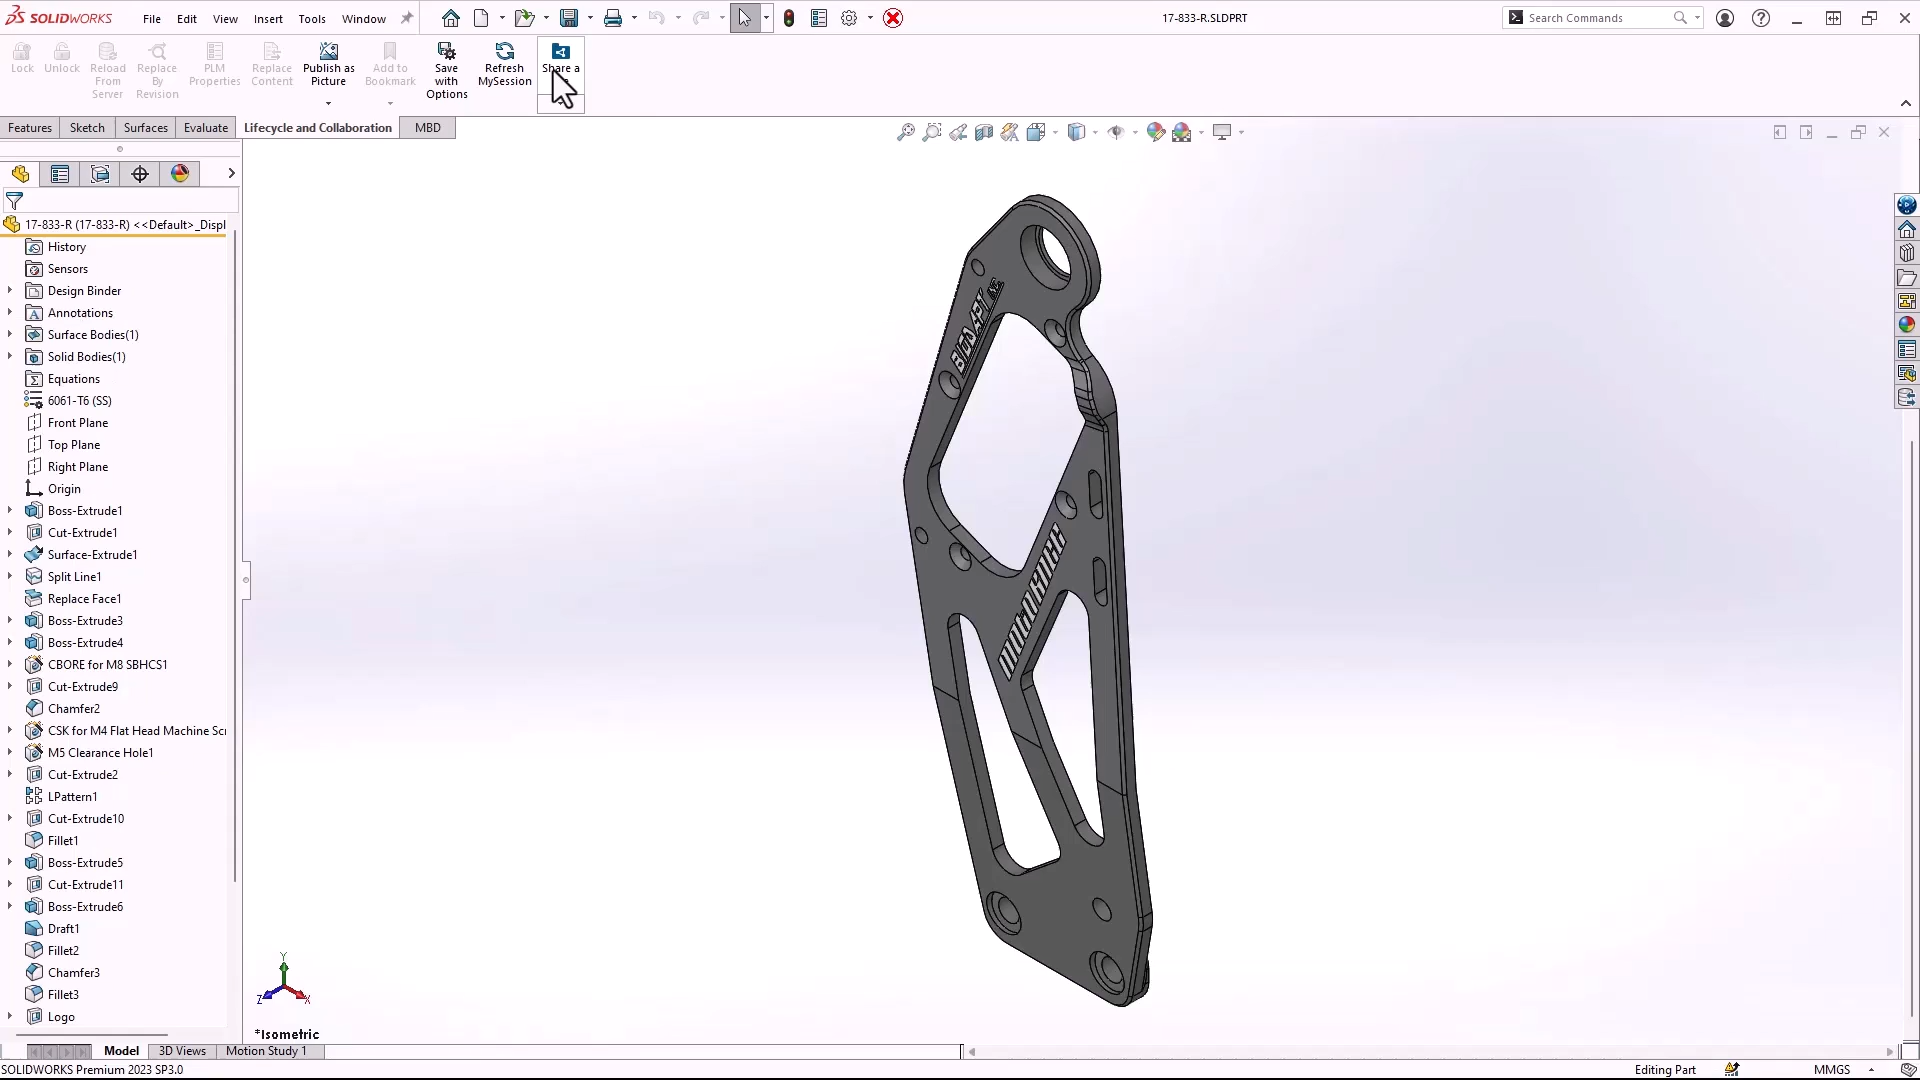 SOLIDWORKS
File Edit View Insert Tools Window
17-833-R.SLDPRT
Search Commands
Lock
Unlock
Reload
From
Server
Replace
By
Revision
PLM
Properties
Replace
Content
Publish as
Picture
Add to
Bookmark
Save
with
Options
Refresh
MySession
Share a
Features Sketch Surfaces Evaluate Lifecycle and Collaboration MBD
17-833-R (17-833-R) <<Default>_Displ
History
Sensors
Design Binder
Annotations
Surface Bodies(1)
Solid Bodies(1)
Equations
6061-T6 (SS)
Front Plane
Top Plane
Right Plane
Origin
Boss-Extrude1
Cut-Extrude1
Surface-Extrude1
Split Line1
Replace Face1
Boss-Extrude3
Boss-Extrude4
CBORE for M8 SBHCS1
Cut-Extrude9
Chamfer2
CSK for M4 Flat Head Machine Scr
M5 Clearance Hole1
Cut-Extrude2
LPattern1
Cut-Extrude10
Fillet1
Boss-Extrude5
Cut-Extrude11
Boss-Extrude6
Draft1
Fillet2
Chamfer3
Fillet3
Logo
Y
Z
X
*Isometric
Model 3D Views Motion Study 1
SOLIDWORKS Premium 2023 SP3.0
Editing Part
MMGS